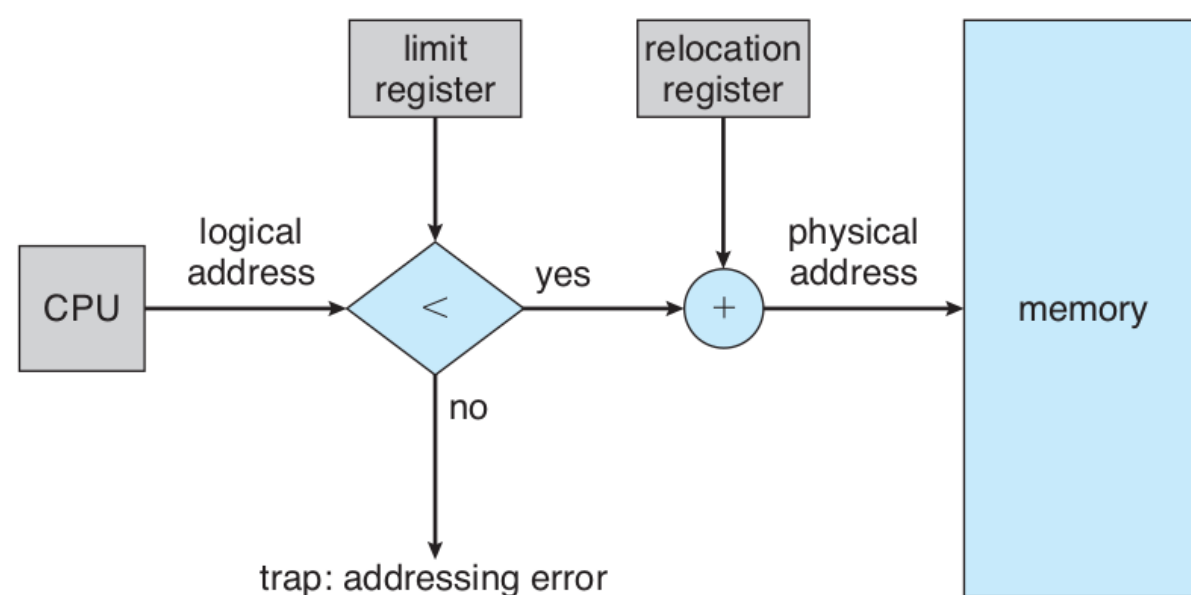 limit
register
relocation
register
logical
address
physical
address
CPU
<
yes
+
memory
no
trap: addressing error